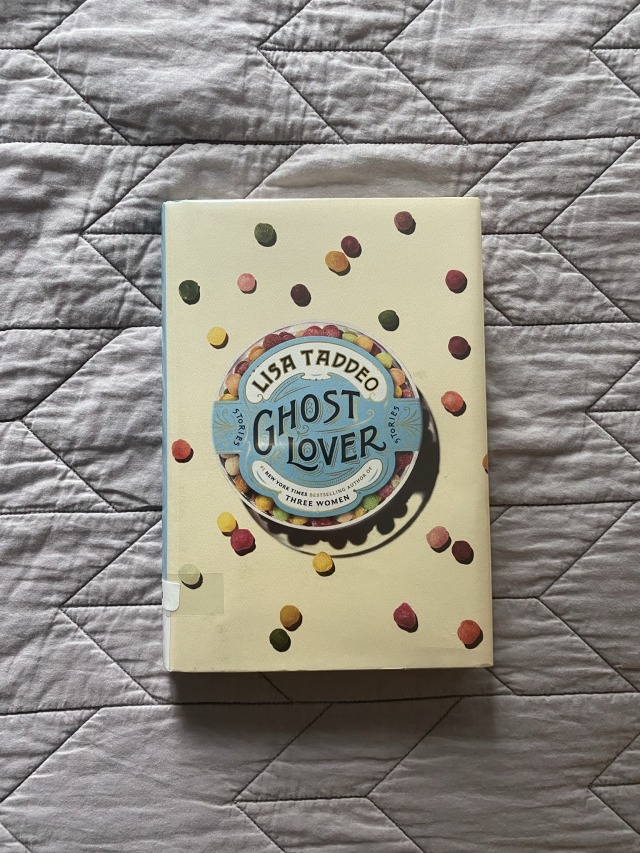 LISA TADDEO
STORIES
GHOST
LOVER
STORIES
#1 NEW YORK TIMES BESTSELLING AUTHOR OF
THREE WOMEN